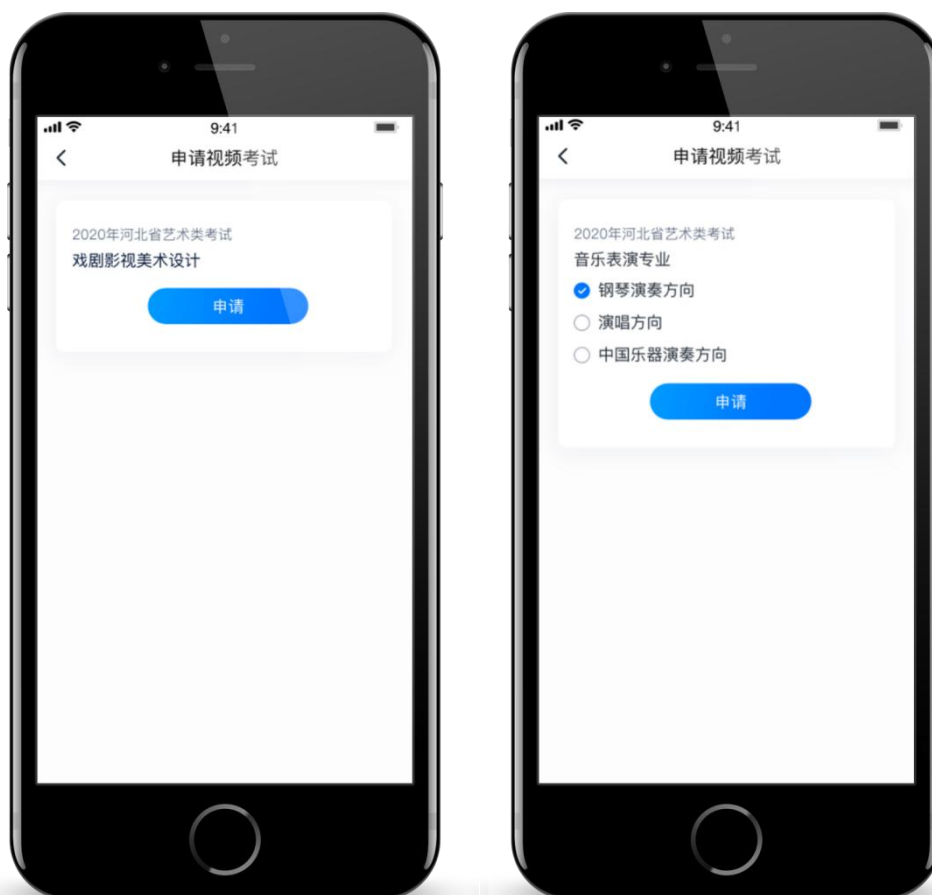 9:41
申请视频考试
2020年河北省艺术类考试
戏剧影视美术设计
申请
9:41
申请视频考试
2020年河北省艺术类考试
音乐表演专业
钢琴演奏方向
演唱方向
中国乐器演奏方向
申请